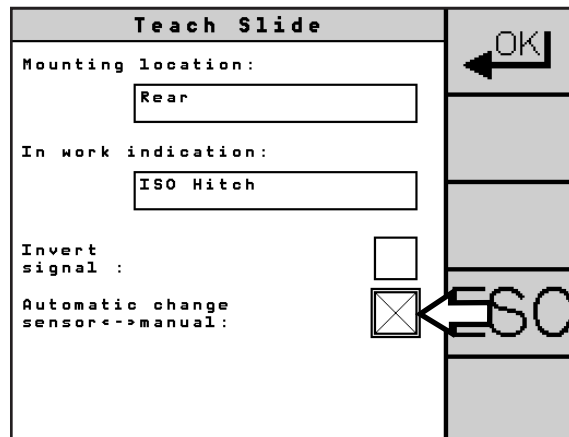 Teach Slide
OK
Mounting location:
Rear
In work indication:
ISO Hitch
Invert
signal :
Automatic change
sensor<->manual: